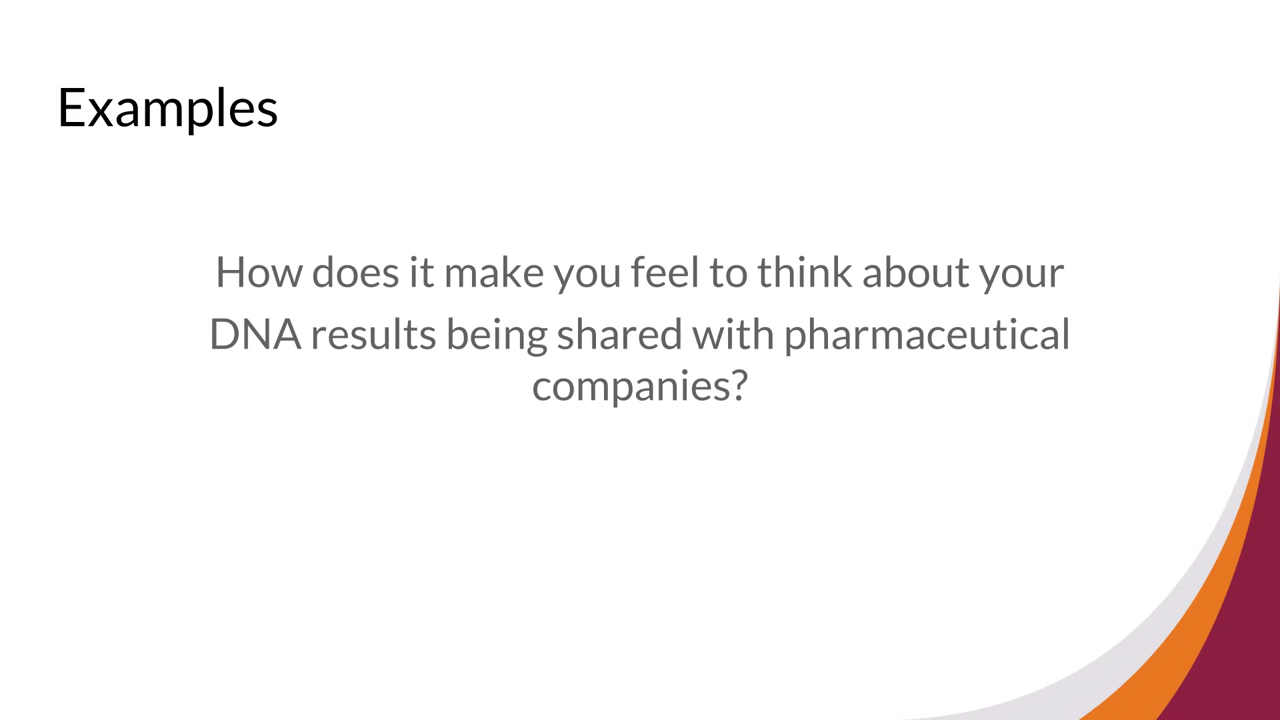 Examples
How does it make you feel to think about your
DNA results being shared with pharmaceutical
companies?